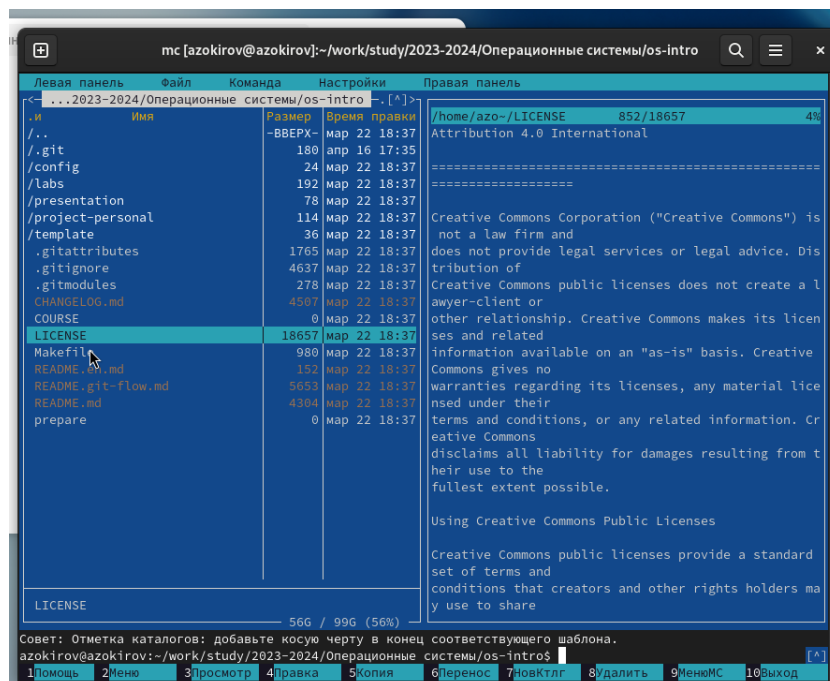 mc [azokirov@azokirov]:~/work/study/2023-2024/Операционные системы/os-intro
Левая панель Файл Команда Настройки Правая панель
<— ...2023-2024/Операционные системы/os-intro —.[^]>
.и Имя Размер Время правки
/.. -ВВЕРХ- мар 22 18:37
/.git 180 апр 16 17:35
/config 24 мар 22 18:37
/labs 192 мар 22 18:37
/presentation 78 мар 22 18:37
/project-personal 114 мар 22 18:37
/template 36 мар 22 18:37
.gitattributes 1765 мар 22 18:37
.gitignore 4637 мар 22 18:37
.gitmodules 278 мар 22 18:37
CHANGELOG.md 4507 мар 22 18:37
COURSE 0 мар 22 18:37
LICENSE 18657 мар 22 18:37
Makefile 980 мар 22 18:37
README.en.md 152 мар 22 18:37
README.git-flow.md 5653 мар 22 18:37
README.md 4304 мар 22 18:37
prepare 0 мар 22 18:37
LICENSE
56G / 99G (56%)
/home/azo~/LICENSE 852/18657 4%
Attribution 4.0 International
=======================================================
====================
Creative Commons Corporation ("Creative Commons") is
not a law firm and
does not provide legal services or legal advice. Dis
tribution of
Creative Commons public licenses does not create a l
awyer-client or
other relationship. Creative Commons makes its licen
ses and related
information available on an "as-is" basis. Creative
Commons gives no
warranties regarding its licenses, any material lice
nsed under their
terms and conditions, or any related information. Cr
eative Commons
disclaims all liability for damages resulting from t
heir use to the
fullest extent possible.
Using Creative Commons Public Licenses
Creative Commons public licenses provide a standard
set of terms and
conditions that creators and other rights holders ma
y use to share
Совет: Отметка каталогов: добавьте косую черту в конец соответствующего шаблона.
azokirov@azokirov:~/work/study/2023-2024/Операционные системы/os-intro$ [^]
1Помощь 2Меню 3Просмотр 4Правка 5Копия 6Перенос 7НовКтлг 8Удалить 9МенюМС 10Выход